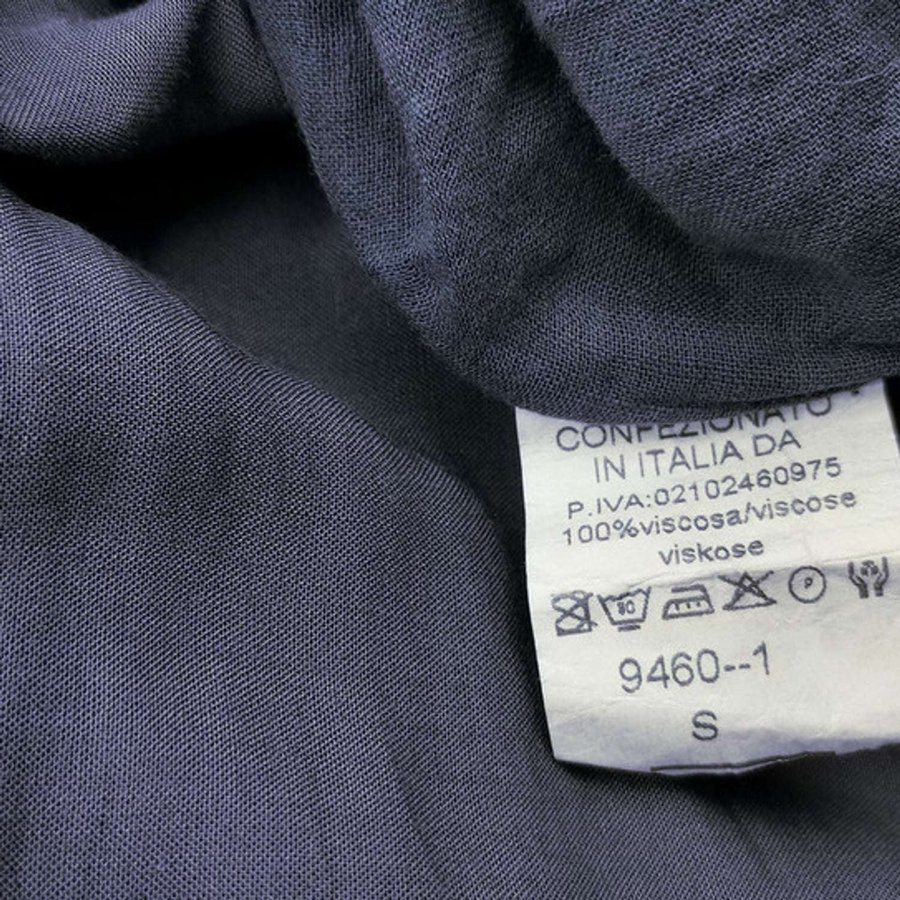 CONFEZIONATO
IN ITALIA DA
P.IVA:02102460975
100%viscosa/viscose
viskose
P
9460--1
S